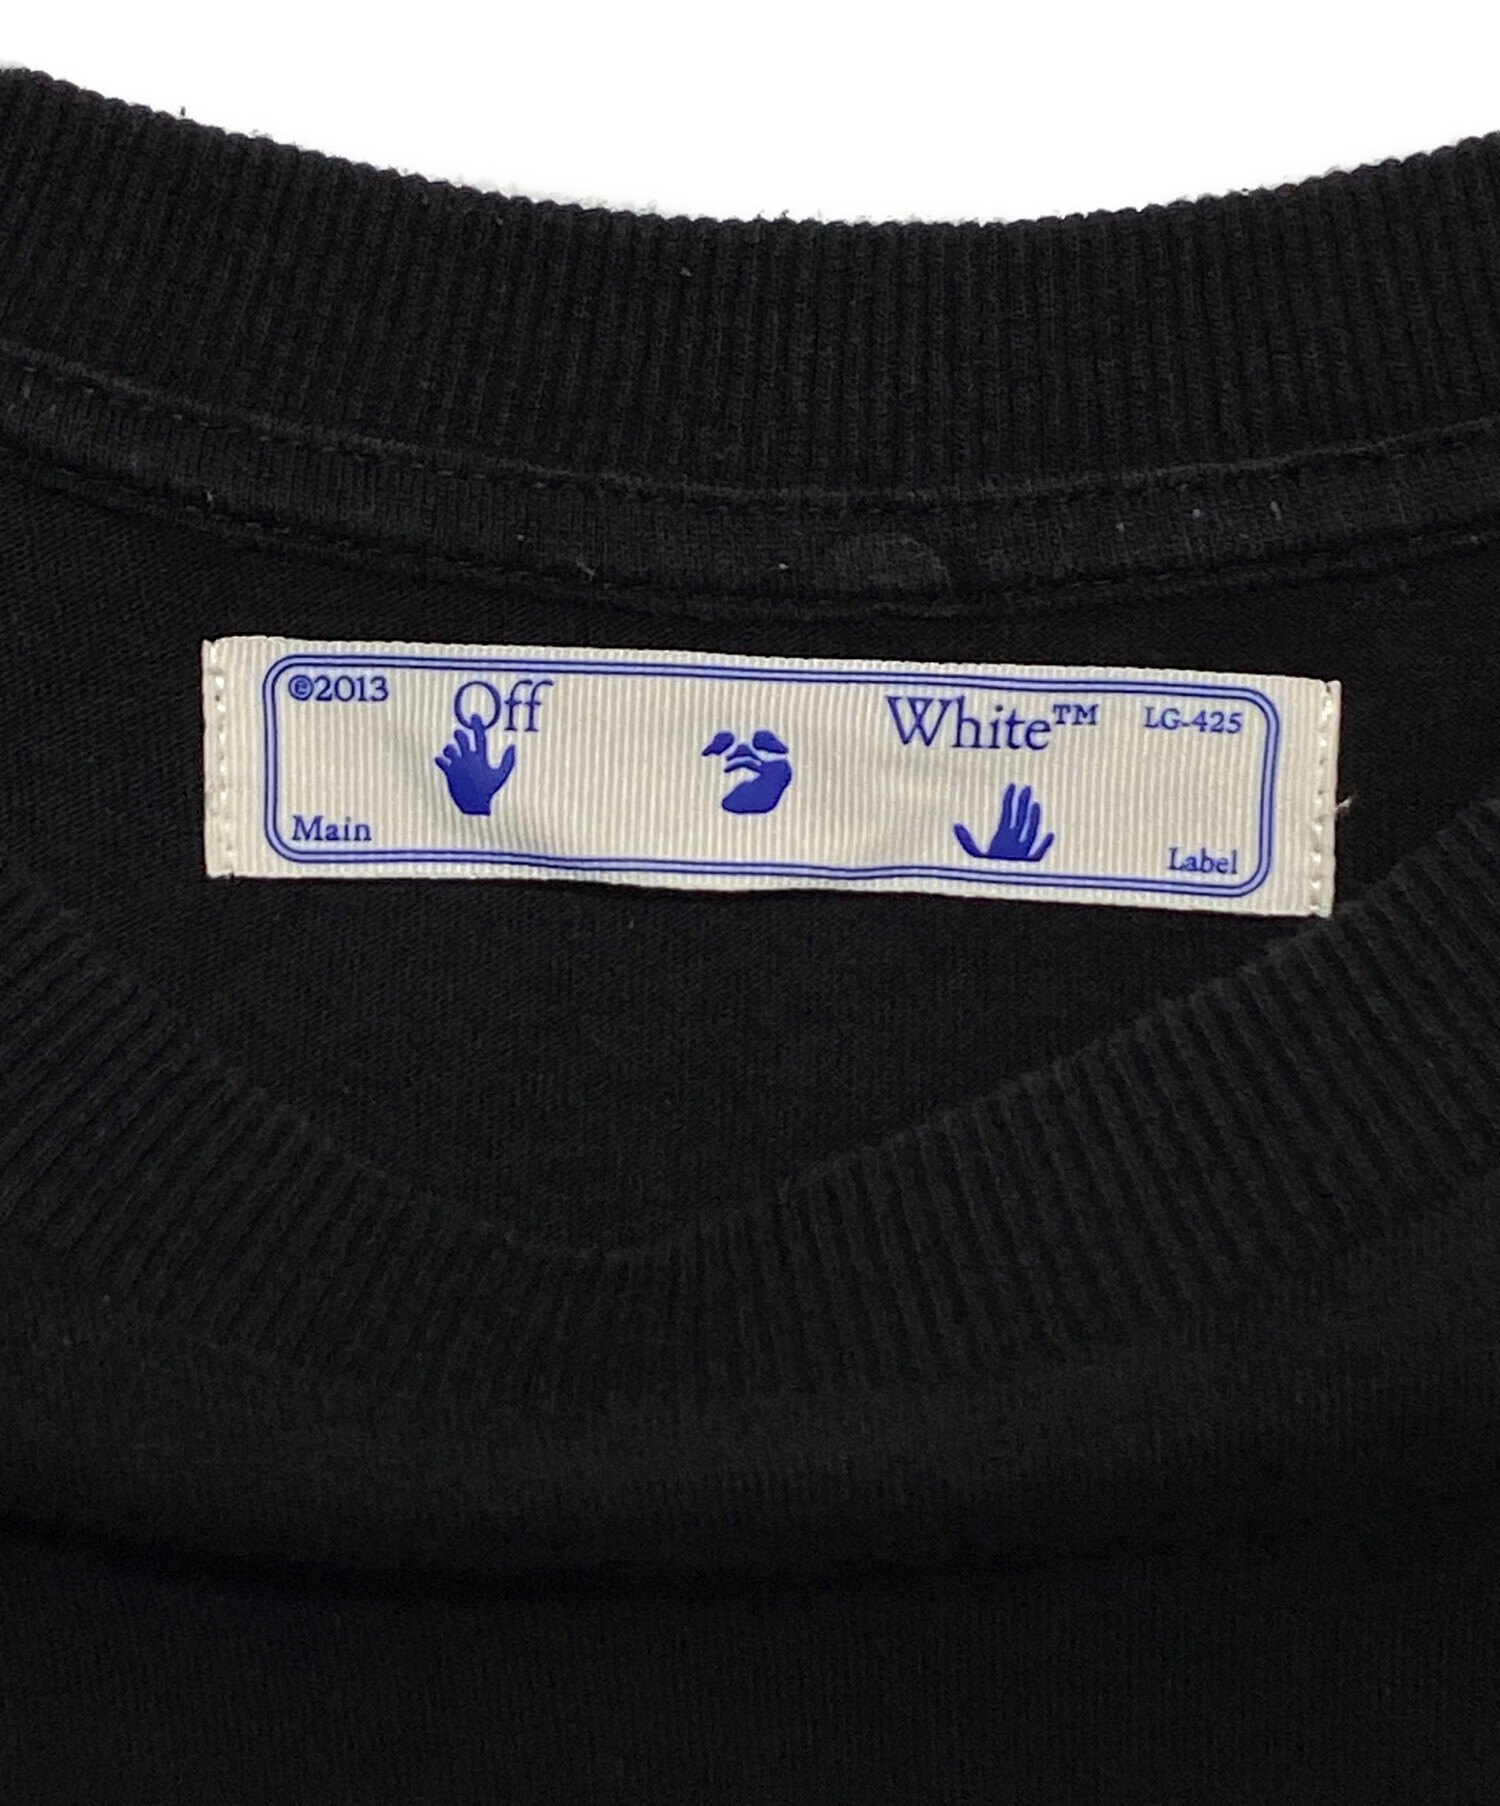 ©2013
Off
White™
LG-425
Main
Label